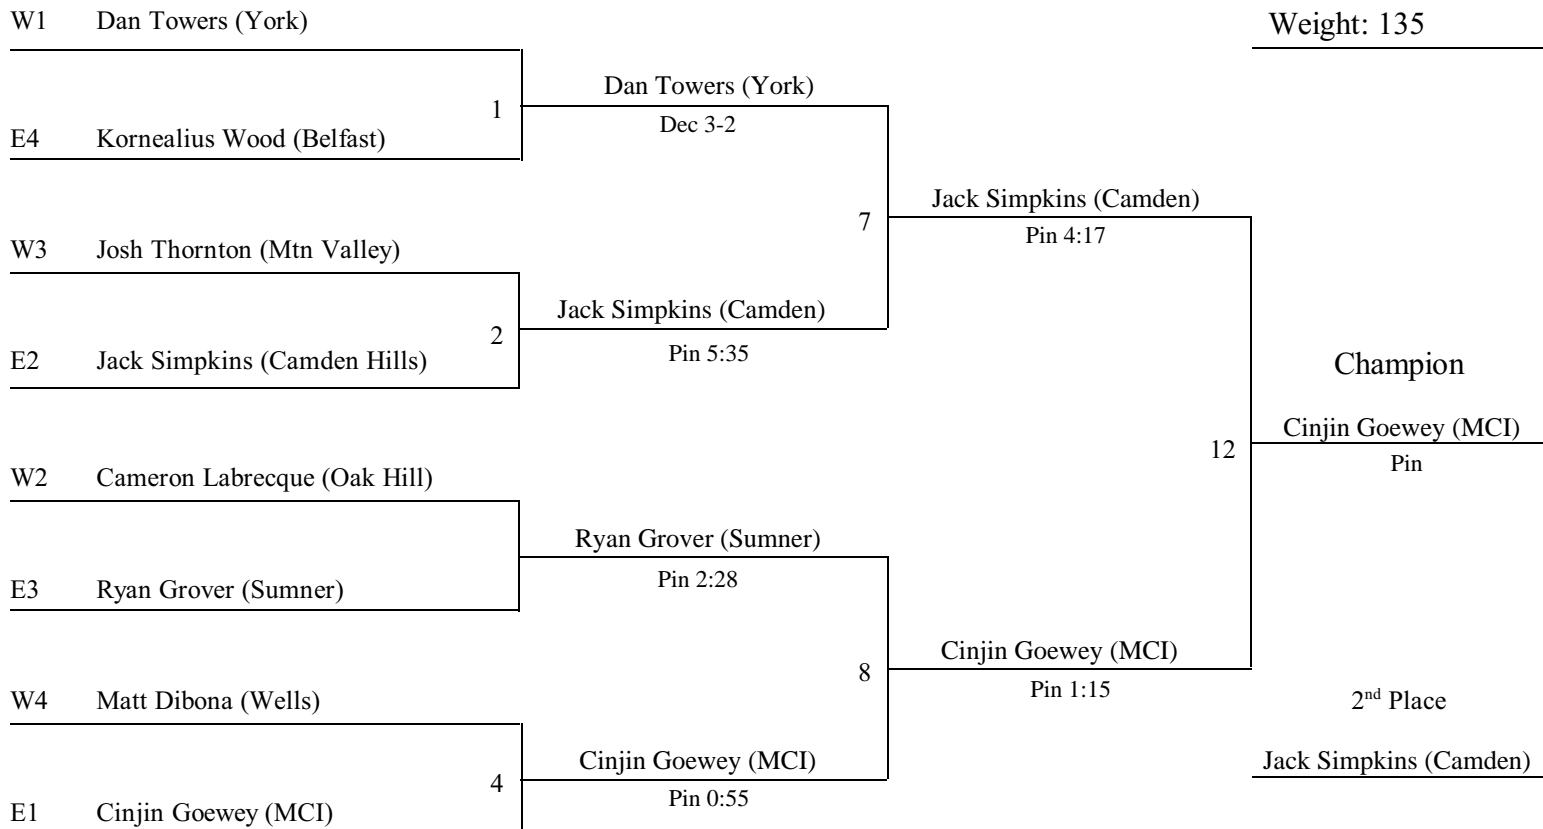 W1 Dan Towers (York)
Weight: 135
Dan Towers (York)
1
Dec 3-2
E4 Kornealius Wood (Belfast)
Jack Simpkins (Camden)
7
Pin 4:17
W3 Josh Thornton (Mtn Valley)
Jack Simpkins (Camden)
2
Pin 5:35
E2 Jack Simpkins (Camden Hills)
Champion
Cinjin Goewey (MCI)
12
Pin
W2 Cameron Labrecque (Oak Hill)
Ryan Grover (Sumner)
Pin 2:28
E3 Ryan Grover (Sumner)
Cinjin Goewey (MCI)
8
Pin 1:15
W4 Matt Dibona (Wells)
2nd Place
Cinjin Goewey (MCI)
Jack Simpkins (Camden)
4
Pin 0:55
E1 Cinjin Goewey (MCI)